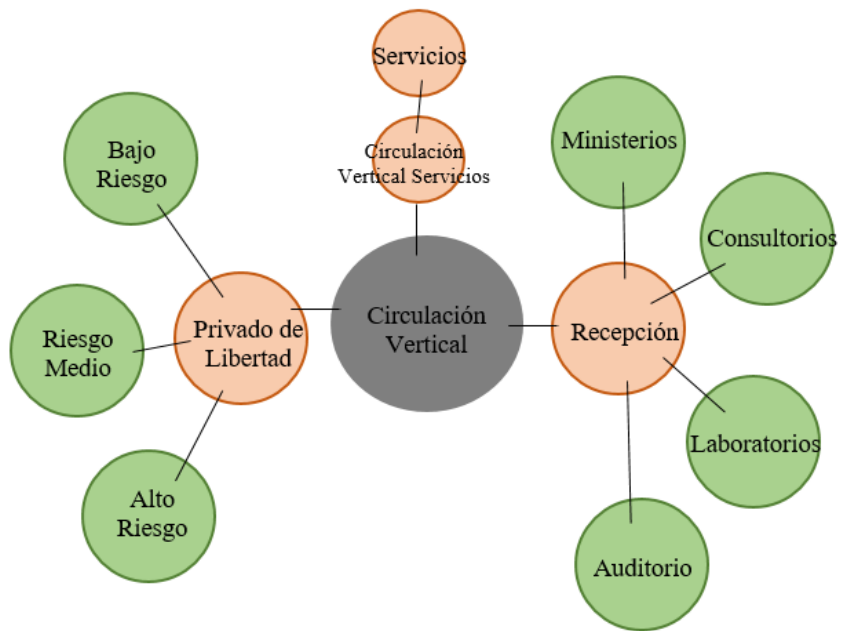 Servicios
Circulación
Vertical Servicios
Bajo
Riesgo
Ministerios
Consultorios
Circulación
Vertical
Privado de
Libertad
Recepción
Riesgo
Medio
Laboratorios
Alto
Riesgo
Auditorio